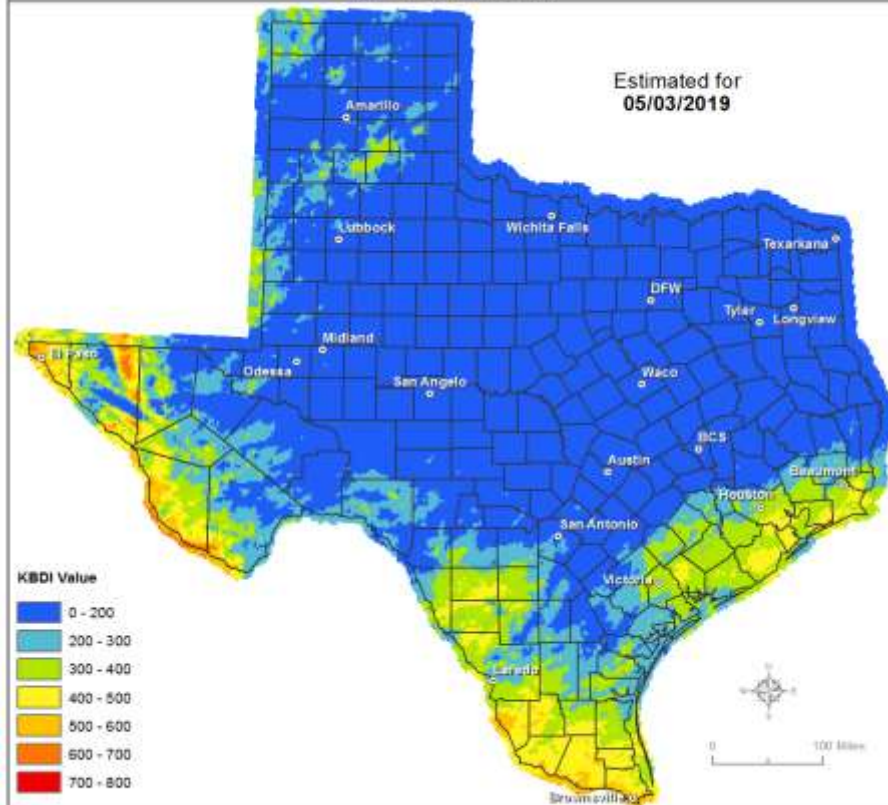 Estimated for
05/03/2019
Amarillo
Lubbock
Wichita Falls
Texarkana
DFW
Tyler
Longview
El Paso
Midland
Odessa
San Angelo
Waco
BCS
Austin
Beaumont
Houston
San Antonio
Victoria
Laredo
Brownsville
KBDI Value
0 - 200
200 - 300
300 - 400
400 - 500
500 - 600
600 - 700
700 - 800
0 100 Miles